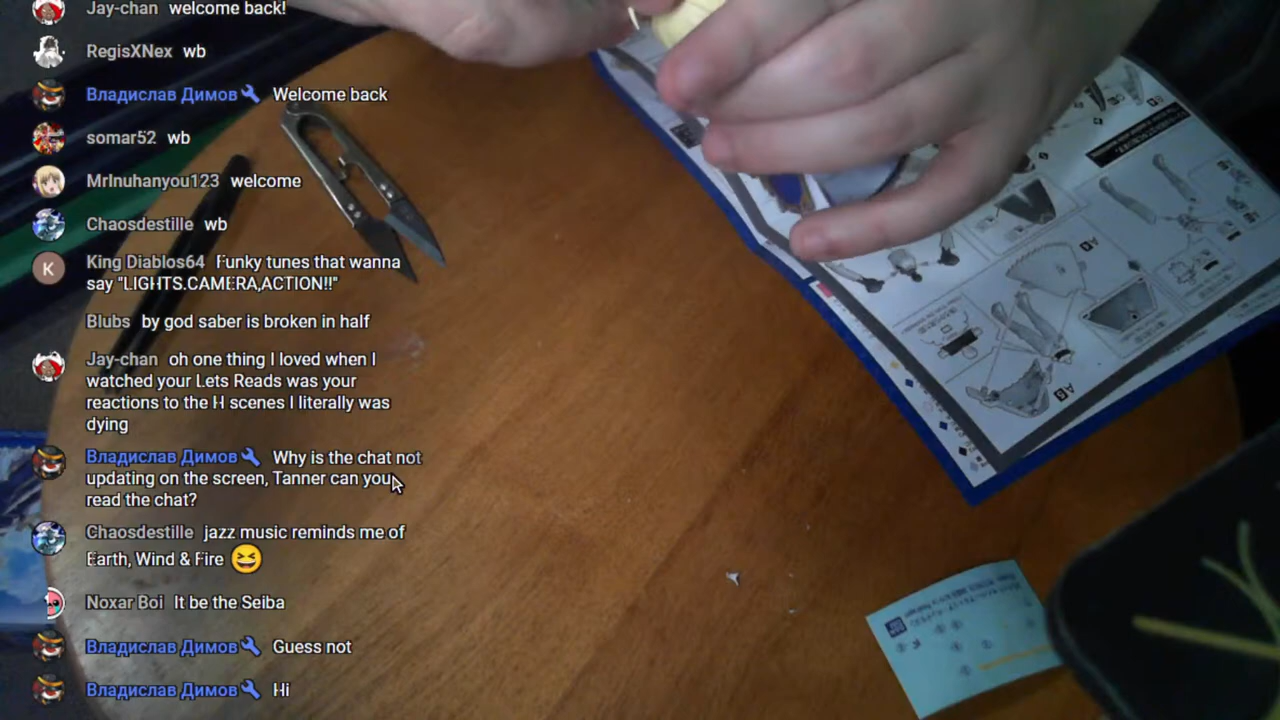 Jay-chan welcome back!
RegisXNex wb
Владислав Димов Welcome back
somar52 wb
MrInuhanyou123 welcome
Chaosdestille wb
King Diablos64 Funky tunes that wanna
say "LIGHTS.CAMERA,ACTION!!"
Blubs by god saber is broken in half
Jay-chan oh one thing I loved when I
watched your Lets Reads was your
reactions to the H scenes I literally was
dying
Владислав Димов Why is the chat not
updating on the screen, Tanner can you
read the chat?
Chaosdestille jazz music reminds me of
Earth, Wind & Fire 😆
Noxar Boi It be the Seiba
Владислав Димов Guess not
Владислав Димов Hi
K